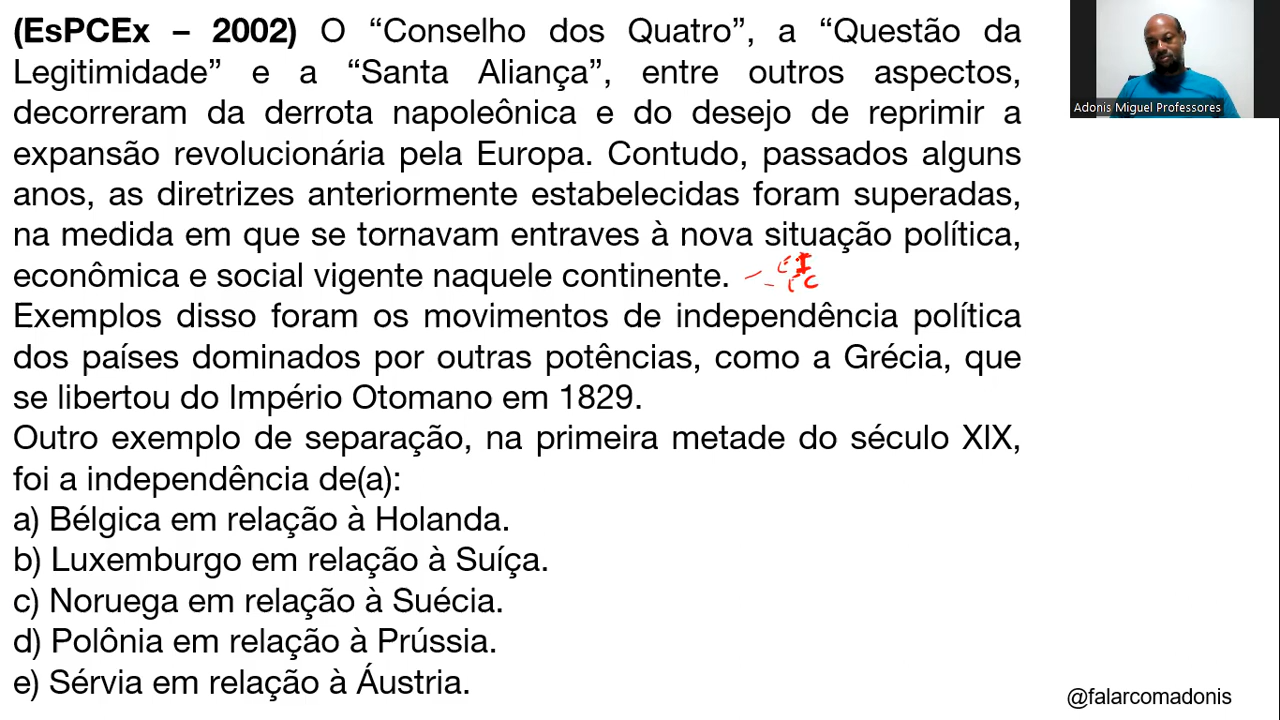 (EsPCEx – 2002) O “Conselho dos Quatro”, a “Questão da
Legitimidade” e a “Santa Aliança”, entre outros aspectos,
decorreram da derrota napoleônica e do desejo de reprimir a
expansão revolucionária pela Europa. Contudo, passados alguns
anos, as diretrizes anteriormente estabelecidas foram superadas,
na medida em que se tornavam entraves à nova situação política,
econômica e social vigente naquele continente.
Exemplos disso foram os movimentos de independência política
dos países dominados por outras potências, como a Grécia, que
se libertou do Império Otomano em 1829.
Outro exemplo de separação, na primeira metade do século XIX,
foi a independência de(a):
a) Bélgica em relação à Holanda.
b) Luxemburgo em relação à Suíça.
c) Noruega em relação à Suécia.
d) Polônia em relação à Prússia.
e) Sérvia em relação à Áustria.
Adonis Miguel Professores
@falarcomadonis